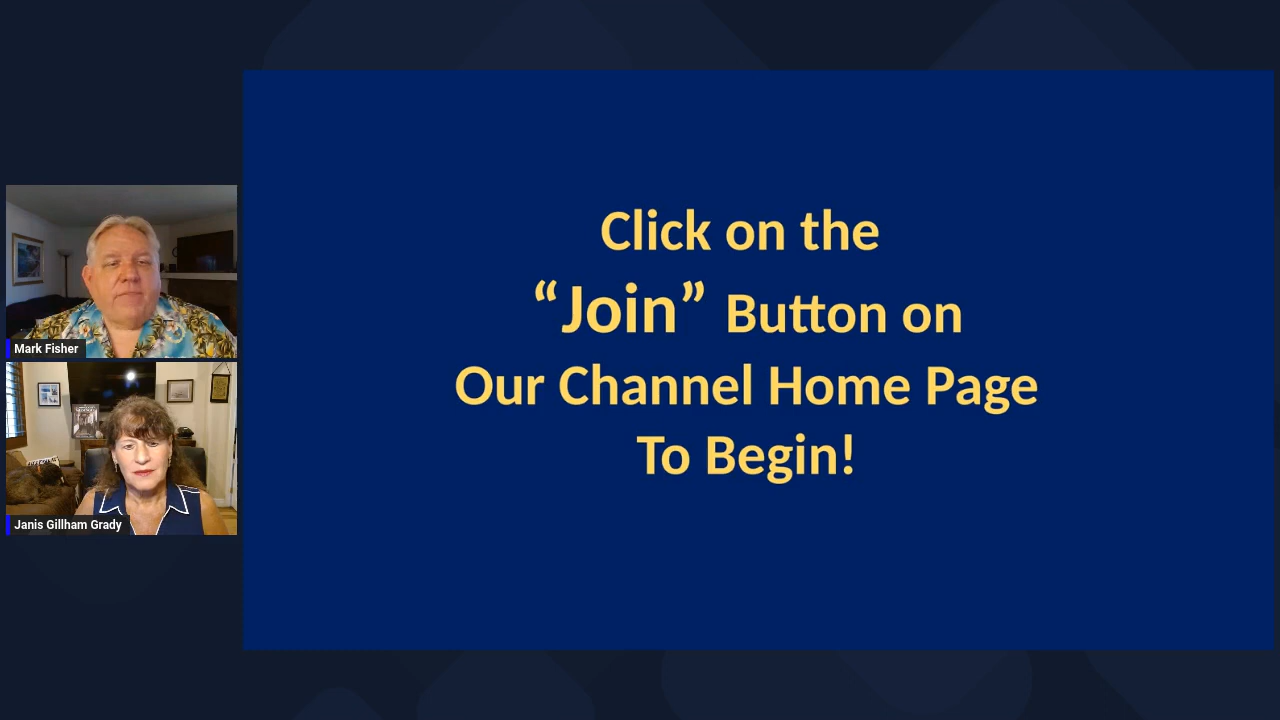 Click on the
“Join” Button on
Our Channel Home Page
To Begin!
Mark Fisher
Janis Gillham Grady